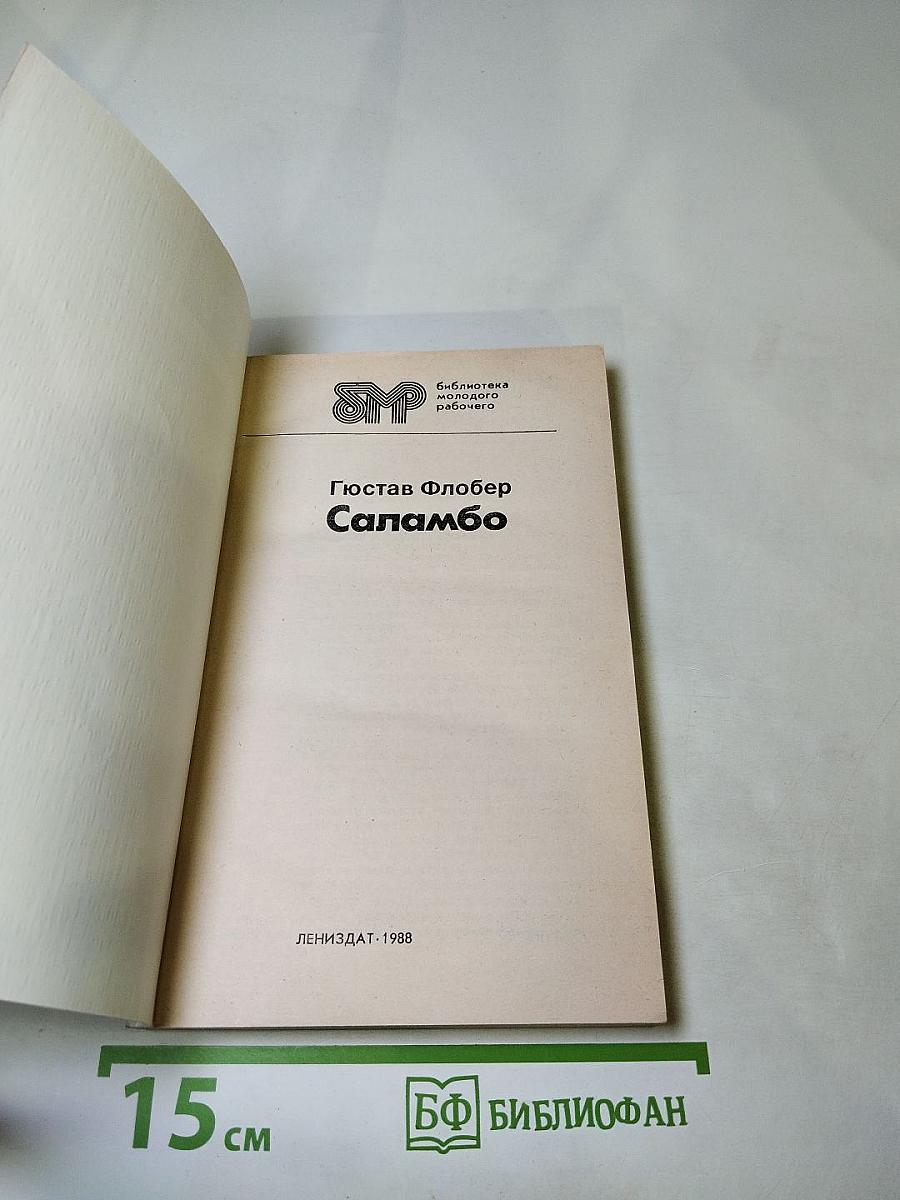 бмр
библиотека
молодого
рабочего
Гюстав Флобер
Саламбо
ЛЕНИЗДАТ·1988
15 см
БФ БИБЛИОФАН